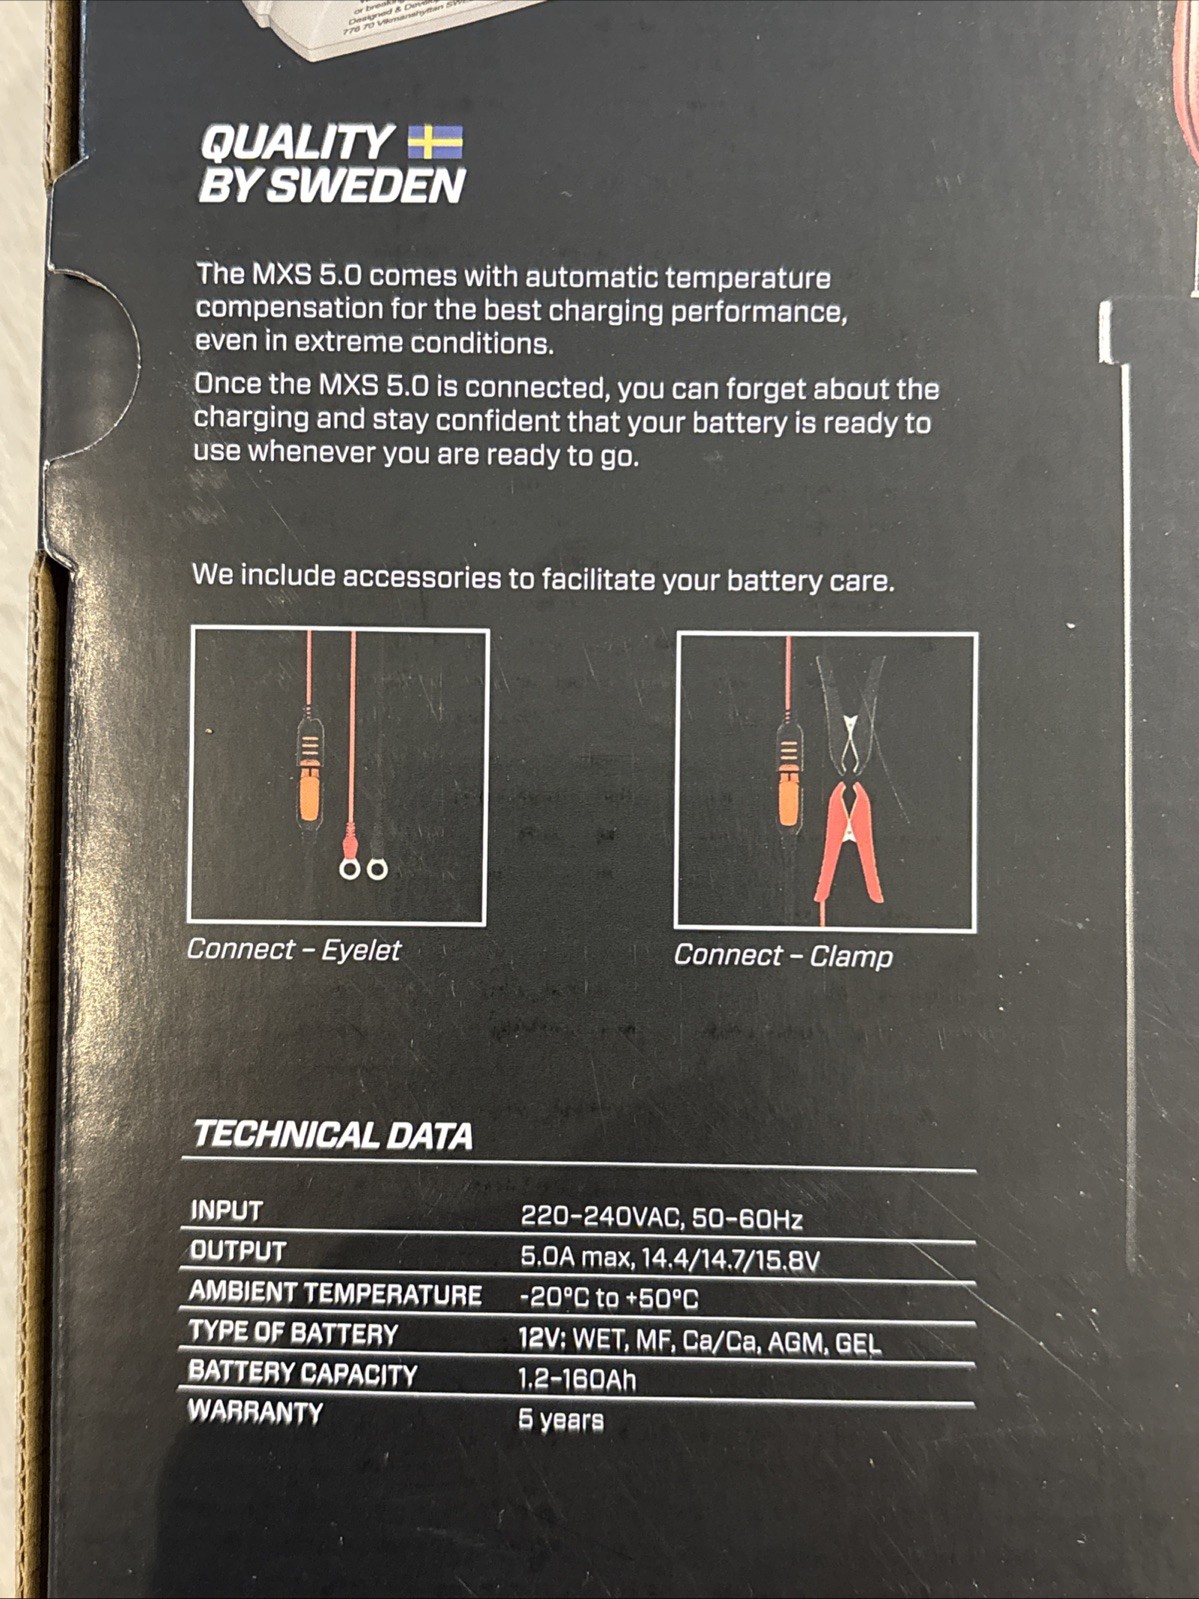 or break
Designed & Deve
QUALITY
BY SWEDEN
The MXS 5.0 comes with automatic temperature
compensation for the best charging performance,
even in extreme conditions.
Once the MXS 5.0 is connected, you can forget about the
charging and stay confident that your battery is ready to
use whenever you are ready to go.
We include accessories to facilitate your battery care.
Connect – Eyelet
Connect – Clamp
TECHNICAL DATA
INPUT 220-240VAC, 50-60Hz
OUTPUT 5.0A max, 14.4/14.7/15.8V
AMBIENT TEMPERATURE -20°C to +50°C
TYPE OF BATTERY 12V: WET, MF, Ca/Ca, AGM, GEL
BATTERY CAPACITY 1.2-160Ah
WARRANTY 5 years